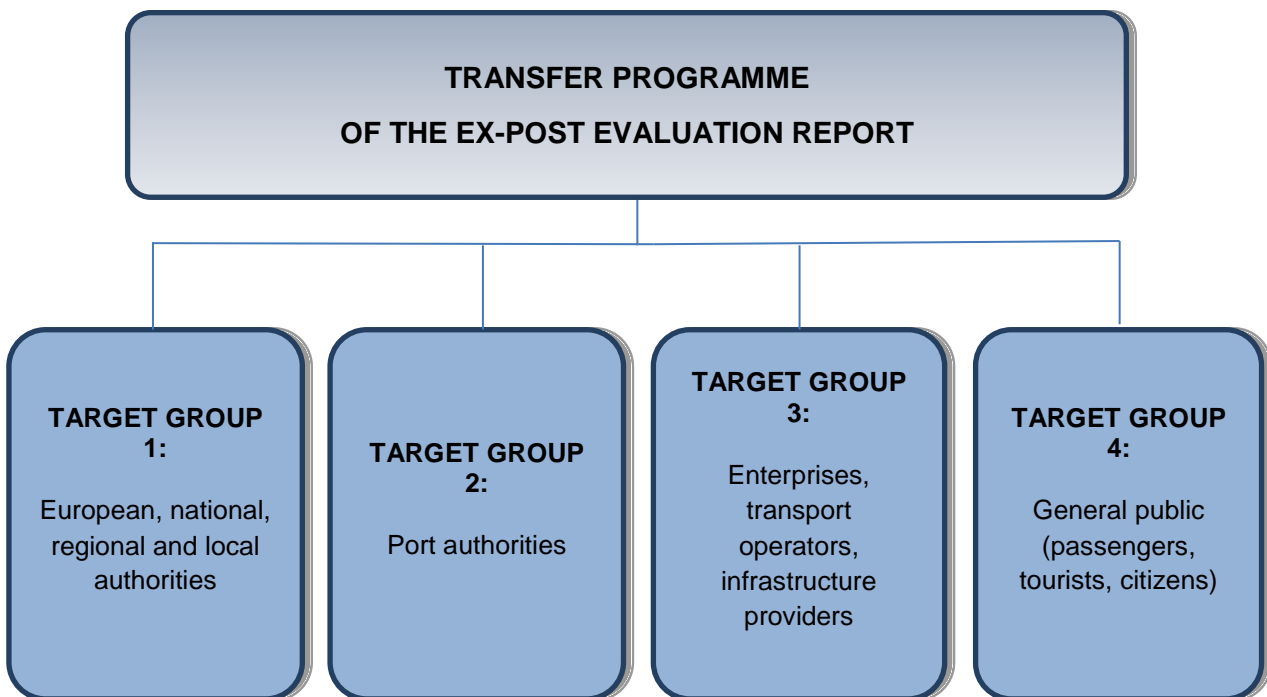 TRANSFER PROGRAMME
OF THE EX-POST EVALUATION REPORT
TARGET GROUP
1:
European, national,
regional and local
authorities
TARGET GROUP
2:
Port authorities
TARGET GROUP
3:
Enterprises,
transport
operators,
infrastructure
providers
TARGET GROUP
4:
General public
(passengers,
tourists, citizens)